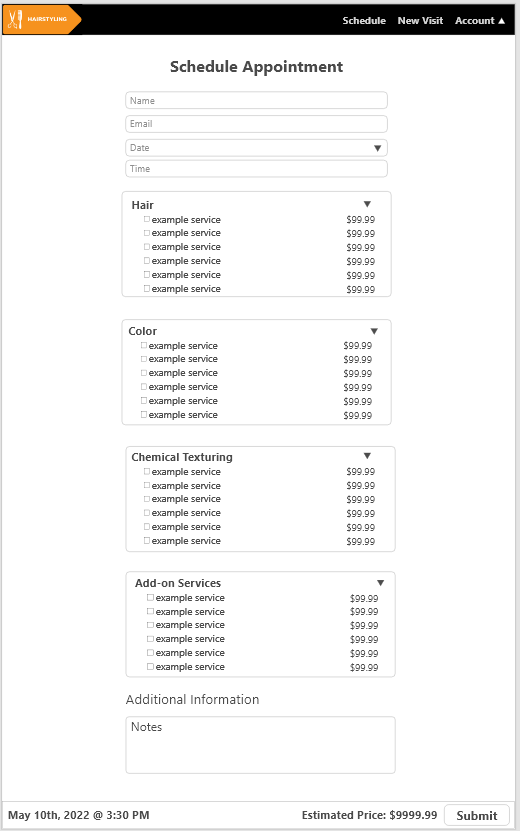 HAIRSTYLING Schedule New Visit Account ▲
Schedule Appointment
Name
Email
Date ▼
Time
Hair ▼
example service $99.99
example service $99.99
example service $99.99
example service $99.99
example service $99.99
example service $99.99
Color ▼
example service $99.99
example service $99.99
example service $99.99
example service $99.99
example service $99.99
example service $99.99
Chemical Texturing ▼
example service $99.99
example service $99.99
example service $99.99
example service $99.99
example service $99.99
example service $99.99
Add-on Services ▼
example service $99.99
example service $99.99
example service $99.99
example service $99.99
example service $99.99
example service $99.99
Additional Information
Notes
May 10th, 2022 @ 3:30 PM Estimated Price: $9999.99 Submit